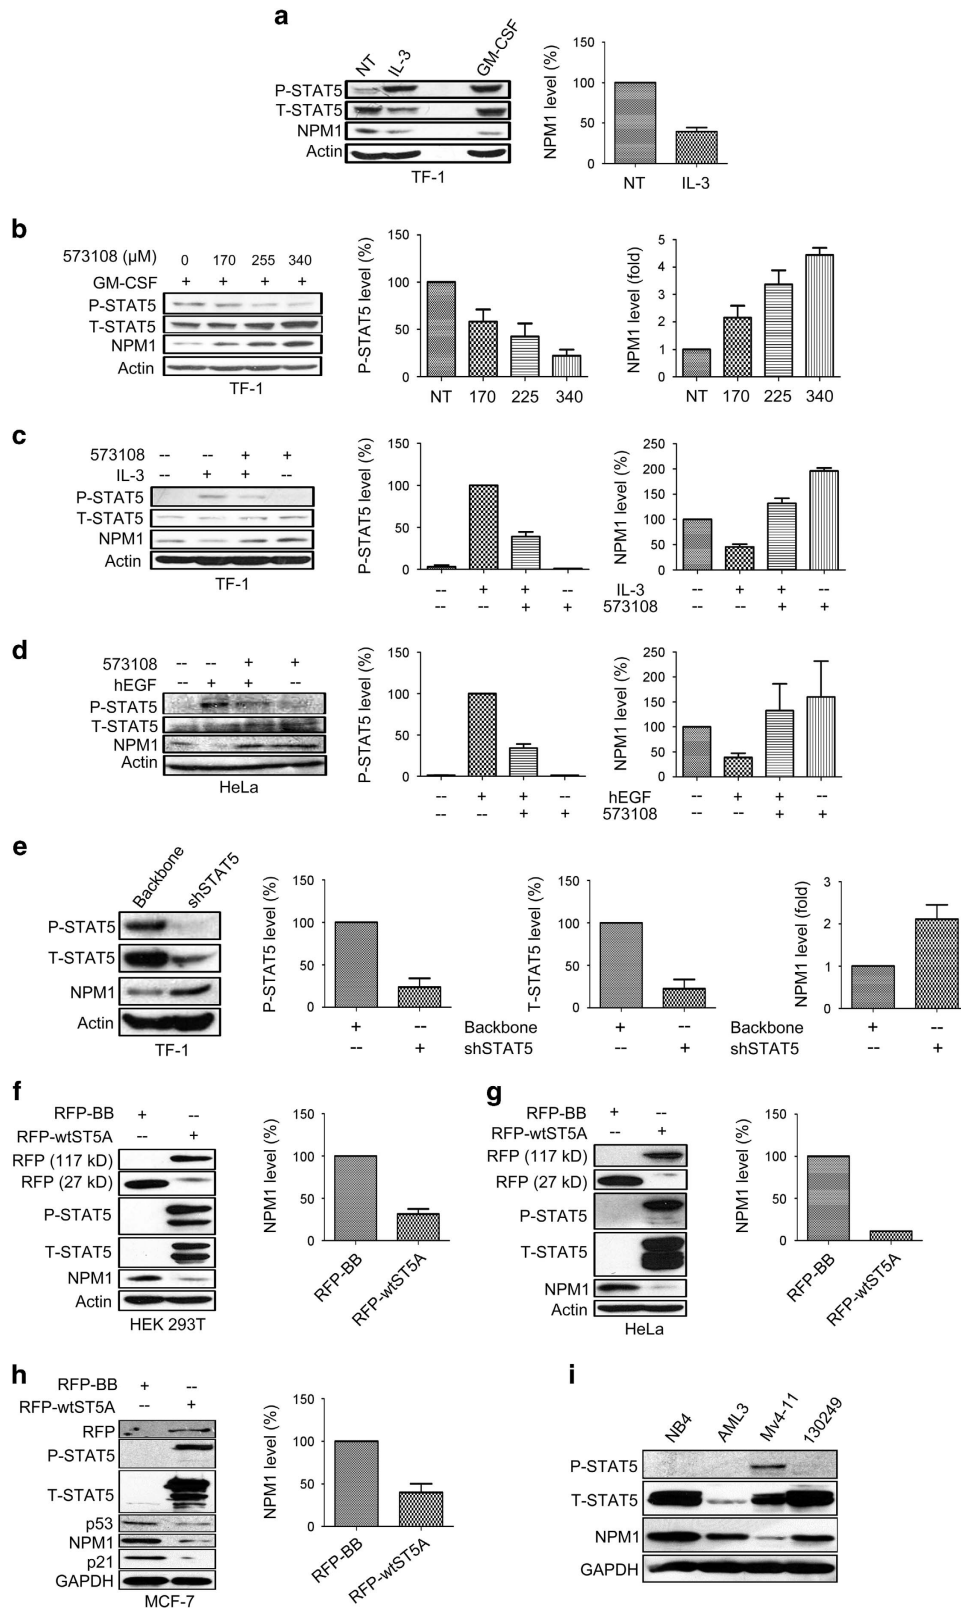 a
NT IL-3 GM-CSF
P-STAT5
T-STAT5
NPM1
Actin
TF-1
NPM1 level (%)
150
100
50
0
NT IL-3
b
573108 (μM) 0 170 255 340
GM-CSF + + + +
P-STAT5
T-STAT5
NPM1
Actin
TF-1
P-STAT5 level (%)
150
100
50
0
NT 170 225 340
NPM1 level (fold)
5
4
3
2
1
0
NT 170 225 340
c
573108 -- -- + +
IL-3 -- + + --
P-STAT5
T-STAT5
NPM1
Actin
TF-1
P-STAT5 level (%)
150
100
50
0
-- + + --
-- -- + +
NPM1 level (%)
250
200
150
100
50
0
IL-3 -- + + --
573108 -- -- + +
d
573108 -- -- + +
hEGF -- + + --
P-STAT5
T-STAT5
NPM1
Actin
HeLa
P-STAT5 level (%)
150
100
50
0
-- + + --
-- -- + +
NPM1 level (%)
250
200
150
100
50
0
hEGF -- + + --
573108 -- -- + +
e
Backbone shSTAT5
P-STAT5
T-STAT5
NPM1
Actin
TF-1
P-STAT5 level (%)
150
100
50
0
+ -- Backbone
-- + shSTAT5
T-STAT5 level (%)
150
100
50
0
+ -- Backbone
-- + shSTAT5
NPM1 level (fold)
3
2
1
0
+ --
-- +
f
RFP-BB + --
RFP-wtST5A -- +
RFP (117 kD)
RFP (27 kD)
P-STAT5
T-STAT5
NPM1
Actin
HEK 293T
NPM1 level (%)
150
100
50
0
RFP-BB RFP-wtST5A
g
RFP-BB + --
RFP-wtST5A -- +
RFP (117 kD)
RFP (27 kD)
P-STAT5
T-STAT5
NPM1
Actin
HeLa
NPM1 level (%)
150
100
50
0
RFP-BB RFP-wtST5A
h
RFP-BB + --
RFP-wtST5A -- +
RFP
P-STAT5
T-STAT5
p53
NPM1
p21
GAPDH
MCF-7
NPM1 level (%)
150
100
50
0
RFP-BB RFP-wtST5A
i
NB4 AML3 Mv4-11 130249
P-STAT5
T-STAT5
NPM1
GAPDH